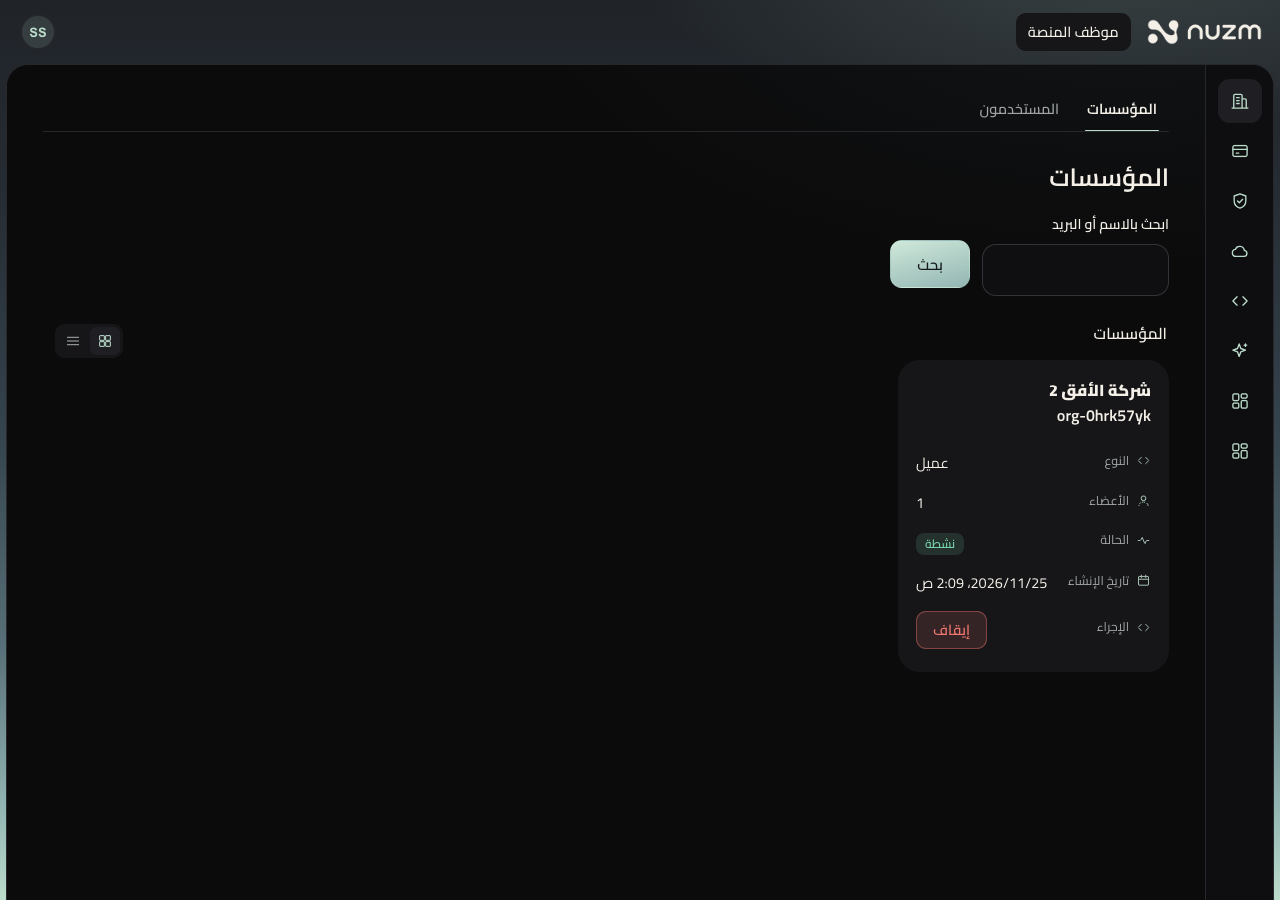 nuzm
موظف المنصة
SS
المؤسسات
المستخدمون
المؤسسات
ابحث بالاسم أو البريد
بحث
المؤسسات
شركة الأفق 2
org-0hrk57yk
النوع
عميل
الأعضاء
1
الحالة
نشطة
تاريخ الإنشاء
2026/11/25، 2:09 ص
الإجراء
إيقاف